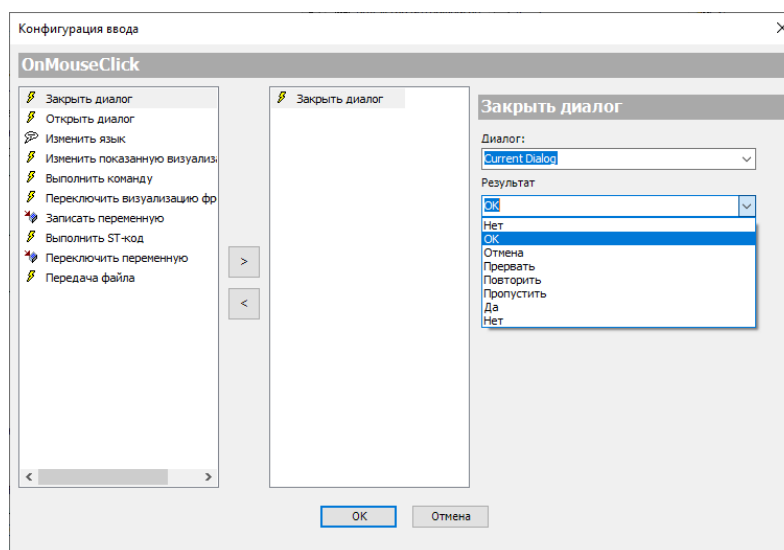 Конфигурация ввода
OnMouseClick
Закрыть диалог
Открыть диалог
Изменить язык
Изменить показанную визуализ
Выполнить команду
Переключить визуализацию фр
Записать переменную
Выполнить ST-код
Переключить переменную
Передача файла
>
<
Закрыть диалог
Закрыть диалог
Диалог:
Current Dialog
Результат
OK
Нет
OK
Отмена
Прервать
Повторить
Пропустить
Да
Нет
OK
Отмена